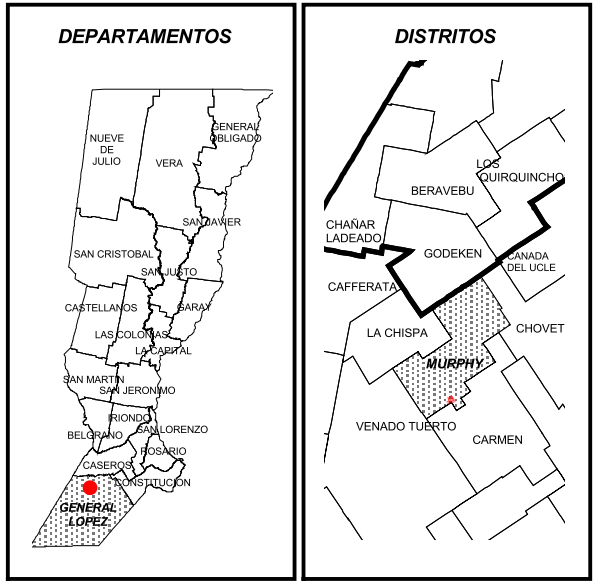 DEPARTAMENTOS
NUEVE
DE
JULIO
VERA
GENERAL
OBLIGADO
SAN JAVIER
SAN CRISTOBAL
SAN JUSTO
CASTELLANOS
GARAY
LAS COLONIAS
LA CAPITAL
SAN MARTIN
SAN JERONIMO
IRIONDO
SAN LORENZO
BELGRANO
ROSARIO
CASEROS
CONSTITUCION
GENERAL
LOPEZ
DISTRITOS
LOS
QUIRQUINCHO
BERAVEBU
CHAÑAR
LADEADO
GODEKEN
CANADA
DEL UCLE
CAFFERATA
LA CHISPA
CHOVET
MURPHY
VENADO TUERTO
CARMEN